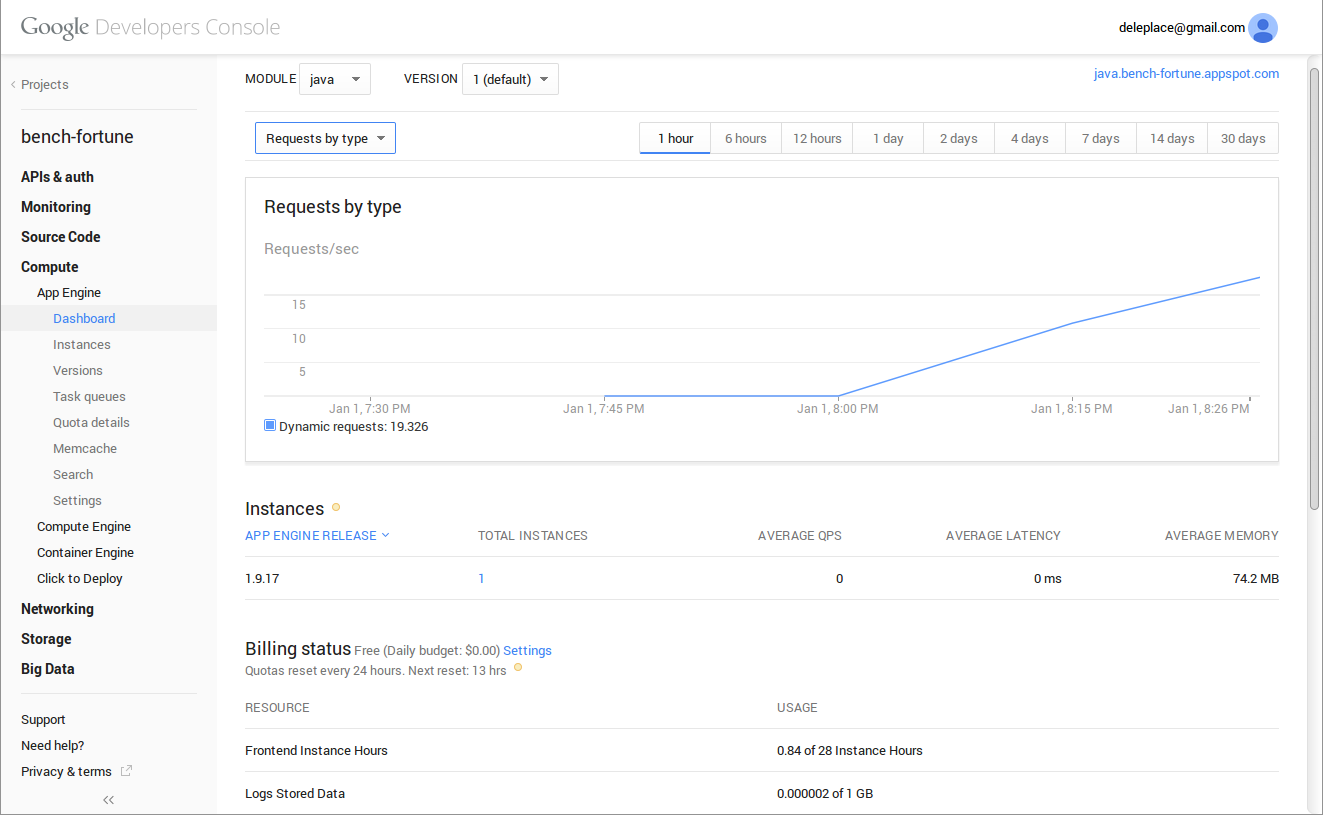 Google Developers Console
deleplace@gmail.com
Projects
bench-fortune
APIs & auth
Monitoring
Source Code
Compute
App Engine
Dashboard
Instances
Versions
Task queues
Quota details
Memcache
Search
Settings
Compute Engine
Container Engine
Click to Deploy
Networking
Storage
Big Data
Support
Need help?
Privacy & terms
MODULE java VERSION 1 (default) java.bench-fortune.appspot.com
Requests by type 1 hour 6 hours 12 hours 1 day 2 days 4 days 7 days 14 days 30 days
Requests by type
Requests/sec
15
10
5
Jan 1, 7:30 PM Jan 1, 7:45 PM Jan 1, 8:00 PM Jan 1, 8:15 PM Jan 1, 8:26 PM
Dynamic requests: 19.326
Instances
APP ENGINE RELEASE TOTAL INSTANCES AVERAGE QPS AVERAGE LATENCY AVERAGE MEMORY
1.9.17 1 0 0 ms 74.2 MB
Billing status Free (Daily budget: $0.00) Settings
Quotas reset every 24 hours. Next reset: 13 hrs
RESOURCE USAGE
Frontend Instance Hours 0.84 of 28 Instance Hours
Logs Stored Data 0.000002 of 1 GB